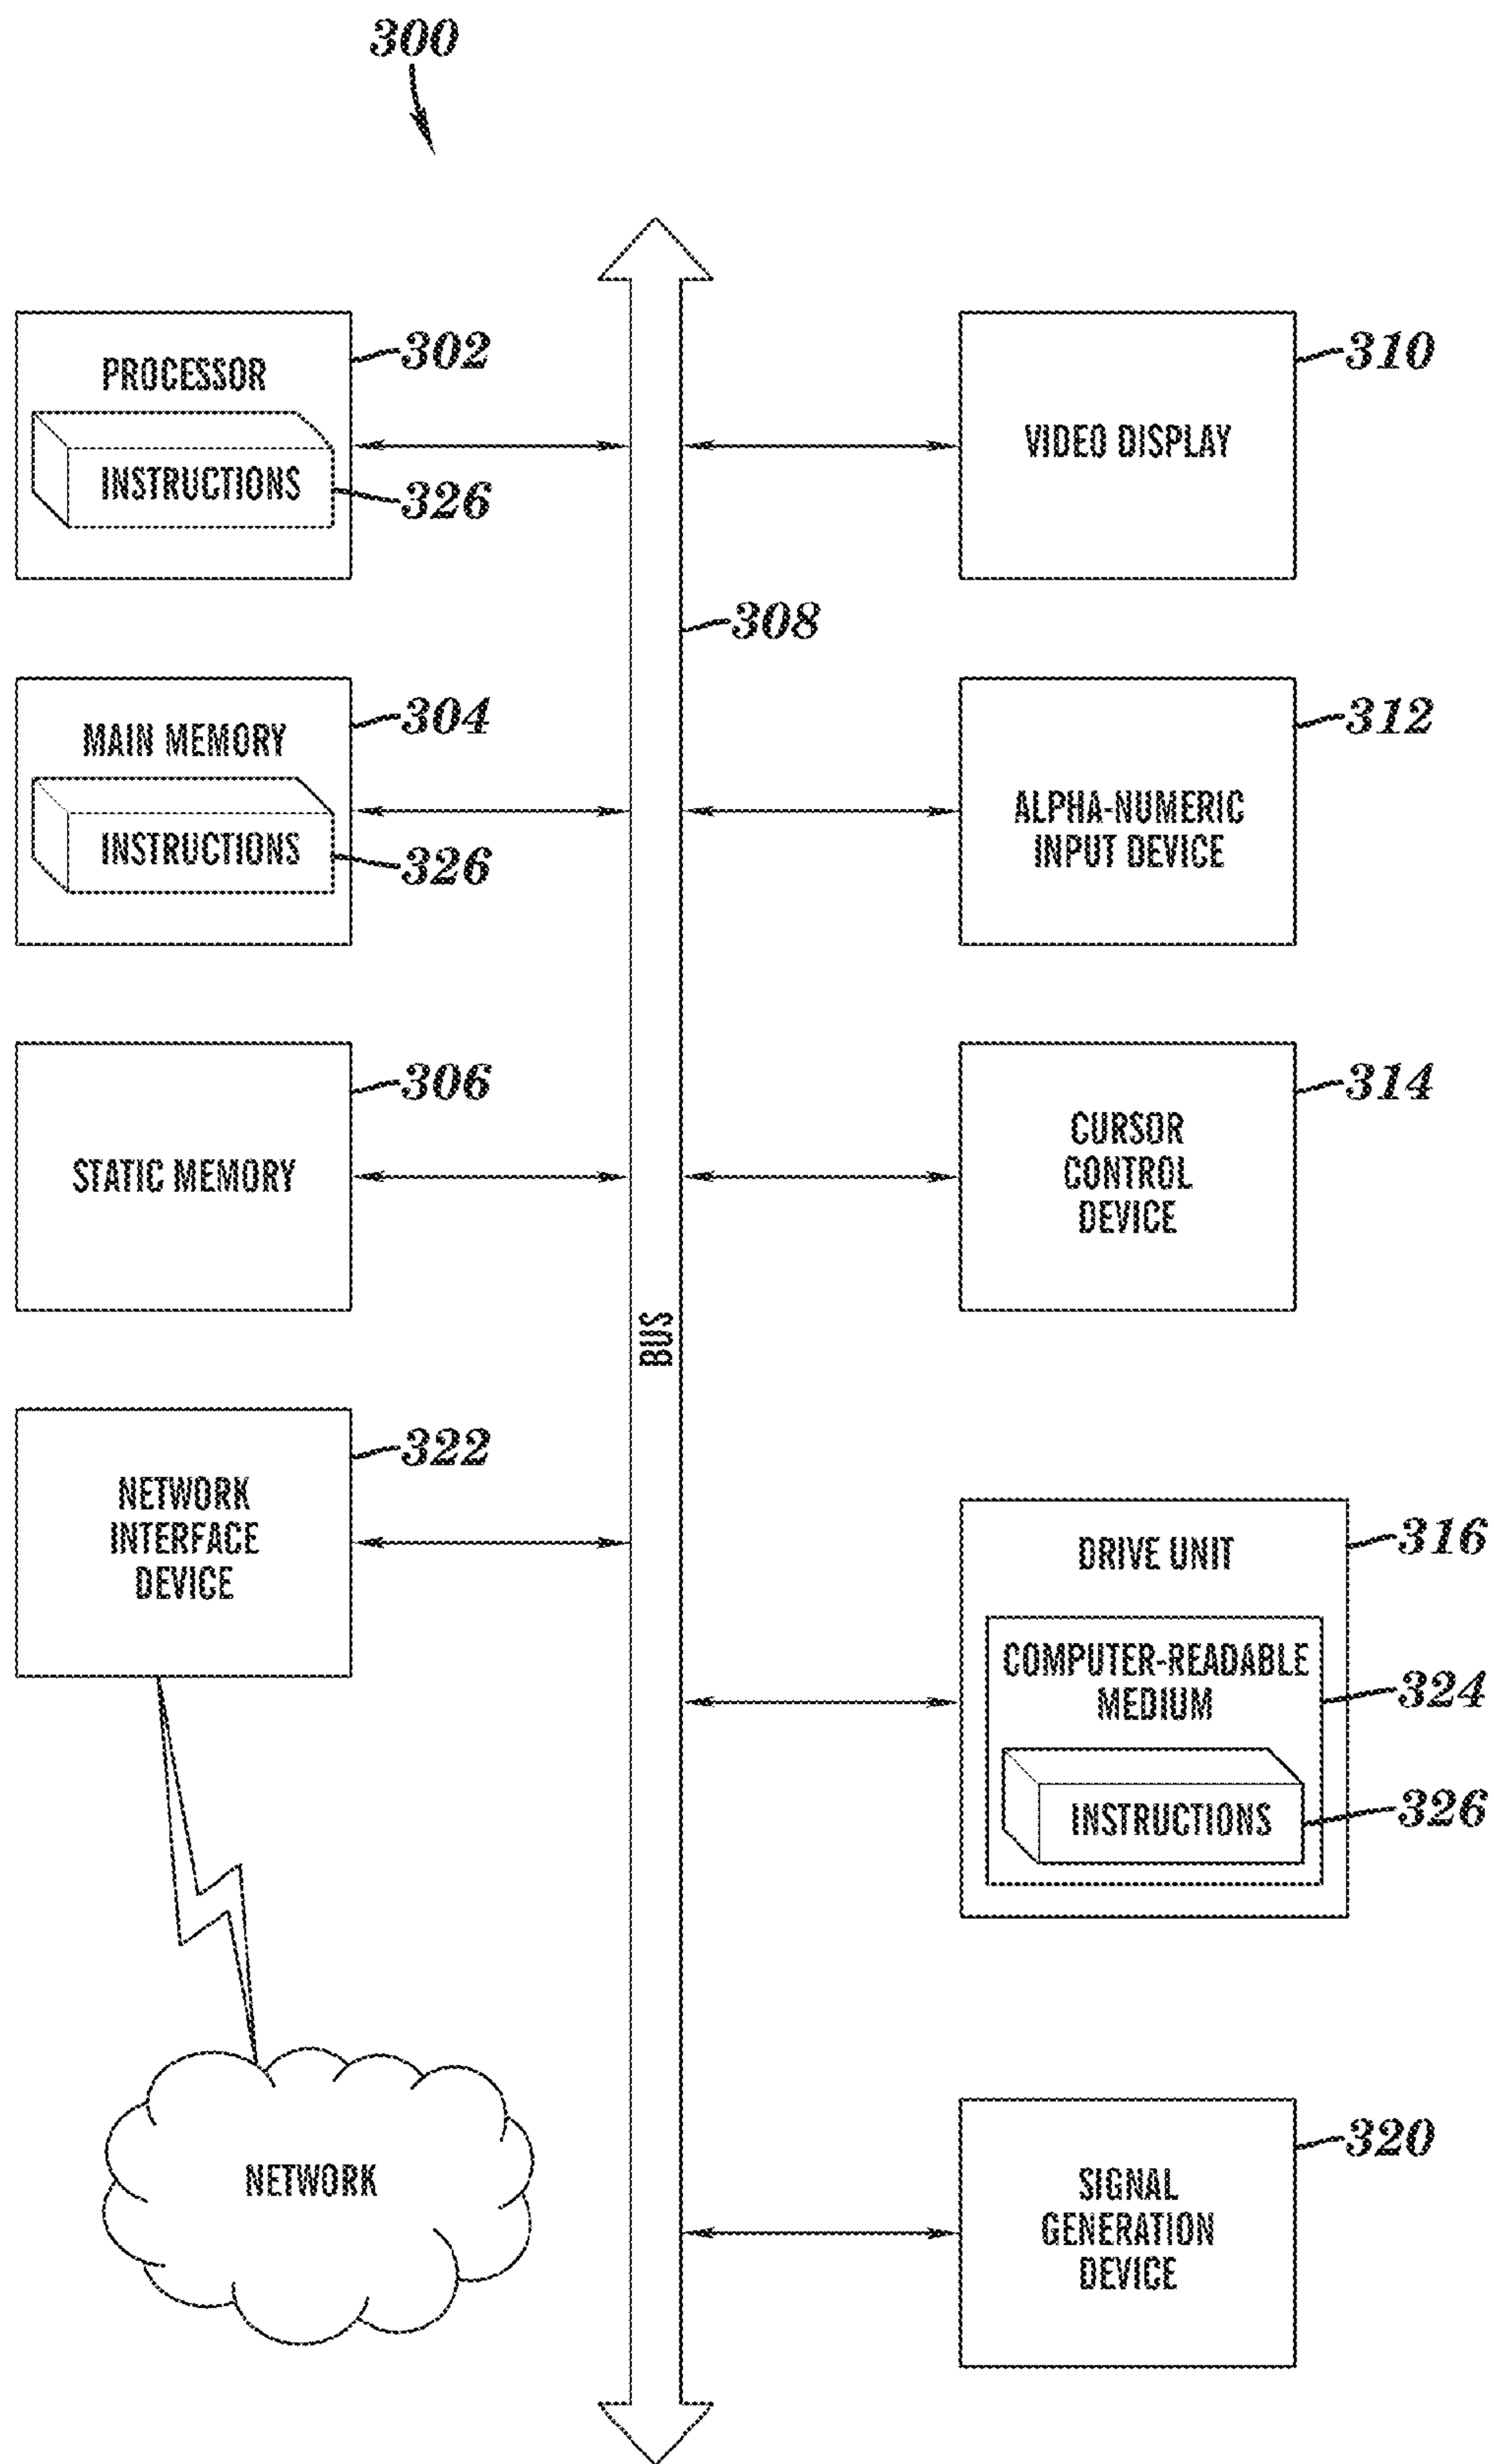 300
PROCESSOR
302
INSTRUCTIONS
326
310
VIDEO DISPLAY
308
MAIN MEMORY
304
INSTRUCTIONS
326
312
ALPHA-NUMERIC
INPUT DEVICE
306
STATIC MEMORY
314
CURSOR
CONTROL
DEVICE
BUS
322
NETWORK
INTERFACE
DEVICE
DRIVE UNIT
316
COMPUTER-READABLE
MEDIUM
324
INSTRUCTIONS
326
NETWORK
320
SIGNAL
GENERATION
DEVICE